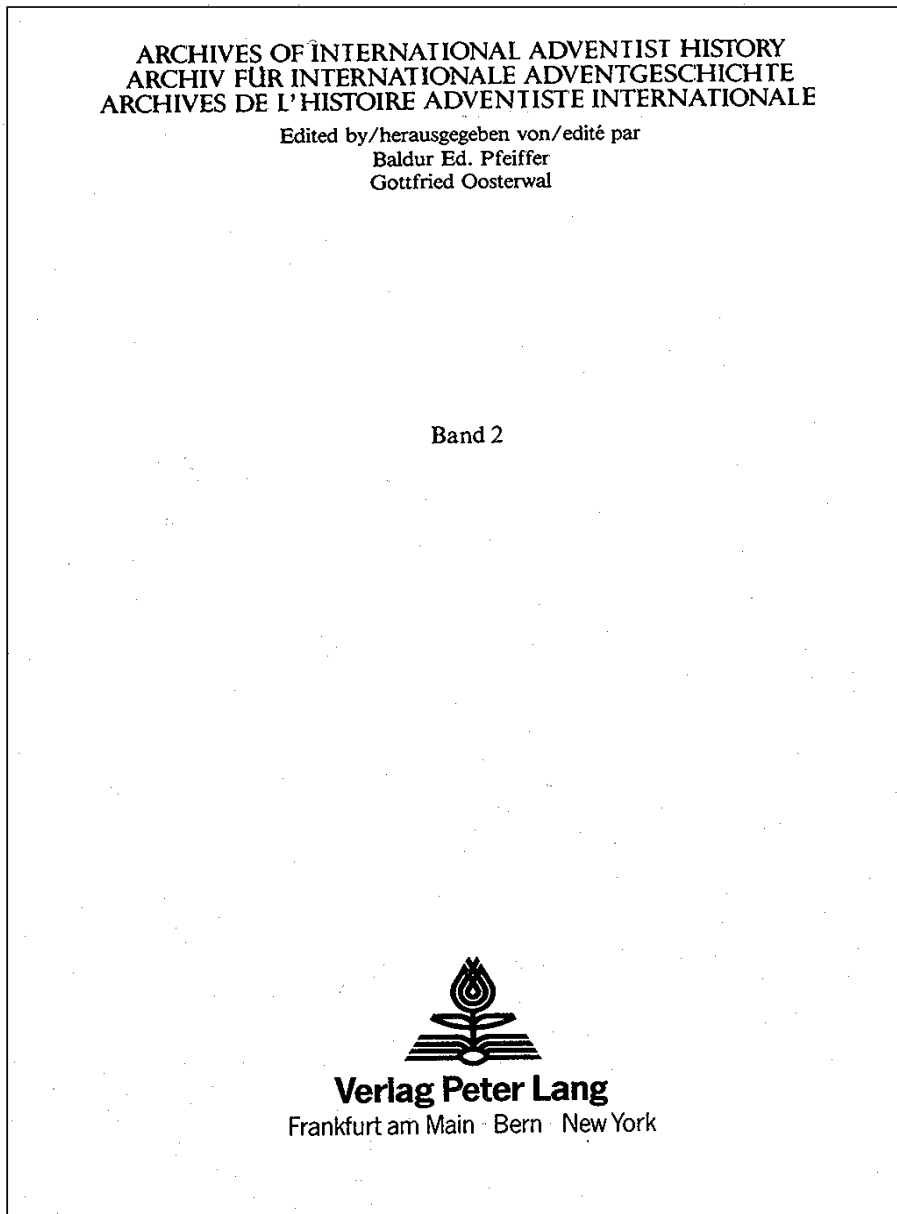 ARCHIVES OF INTERNATIONAL ADVENTIST HISTORY
ARCHIV FÜR INTERNATIONALE ADVENTGESCHICHTE
ARCHIVES DE L'HISTOIRE ADVENTISTE INTERNATIONALE
Edited by/herausgegeben von/edité par
Baldur Ed. Pfeiffer
Gottfried Oosterwal
Band 2
Verlag Peter Lang
Frankfurt am Main · Bern · New York